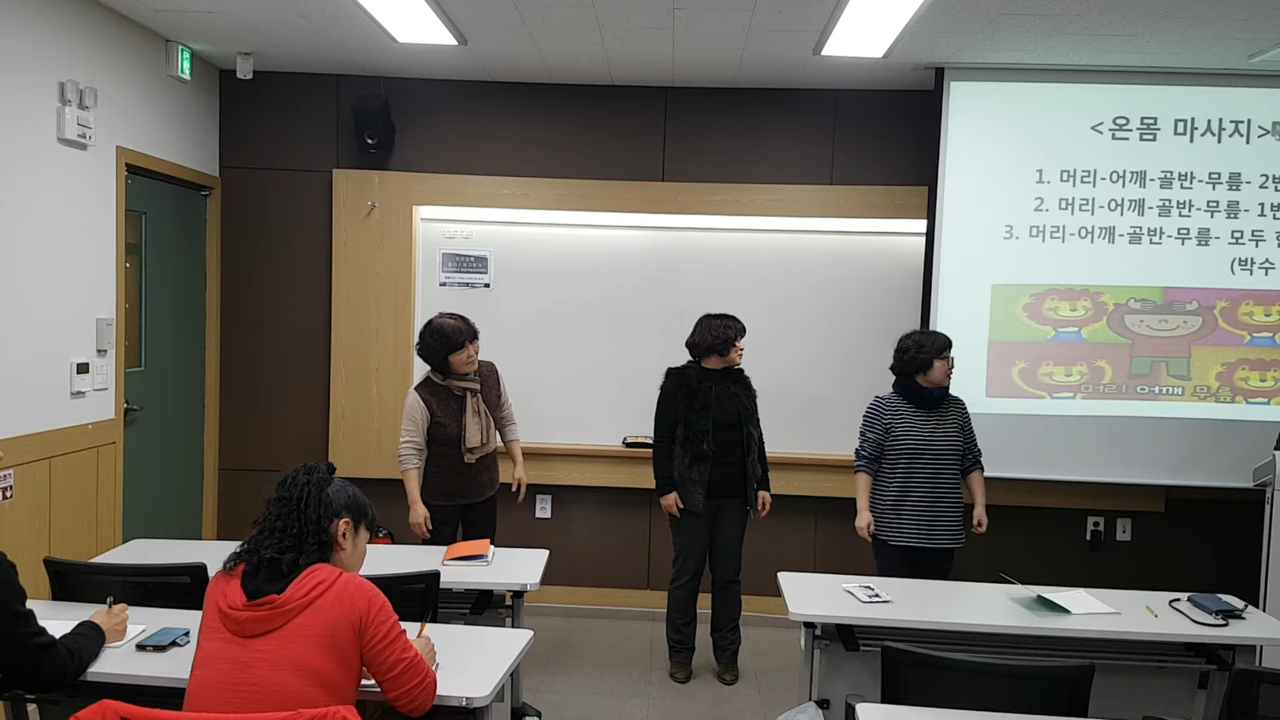 <온몸 마사지>
1. 머리-어깨-골반-무릎- 2번
2. 머리-어깨-골반-무릎- 1번
3. 머리-어깨-골반-무릎- 모두
(박수
머리 어깨 무릎